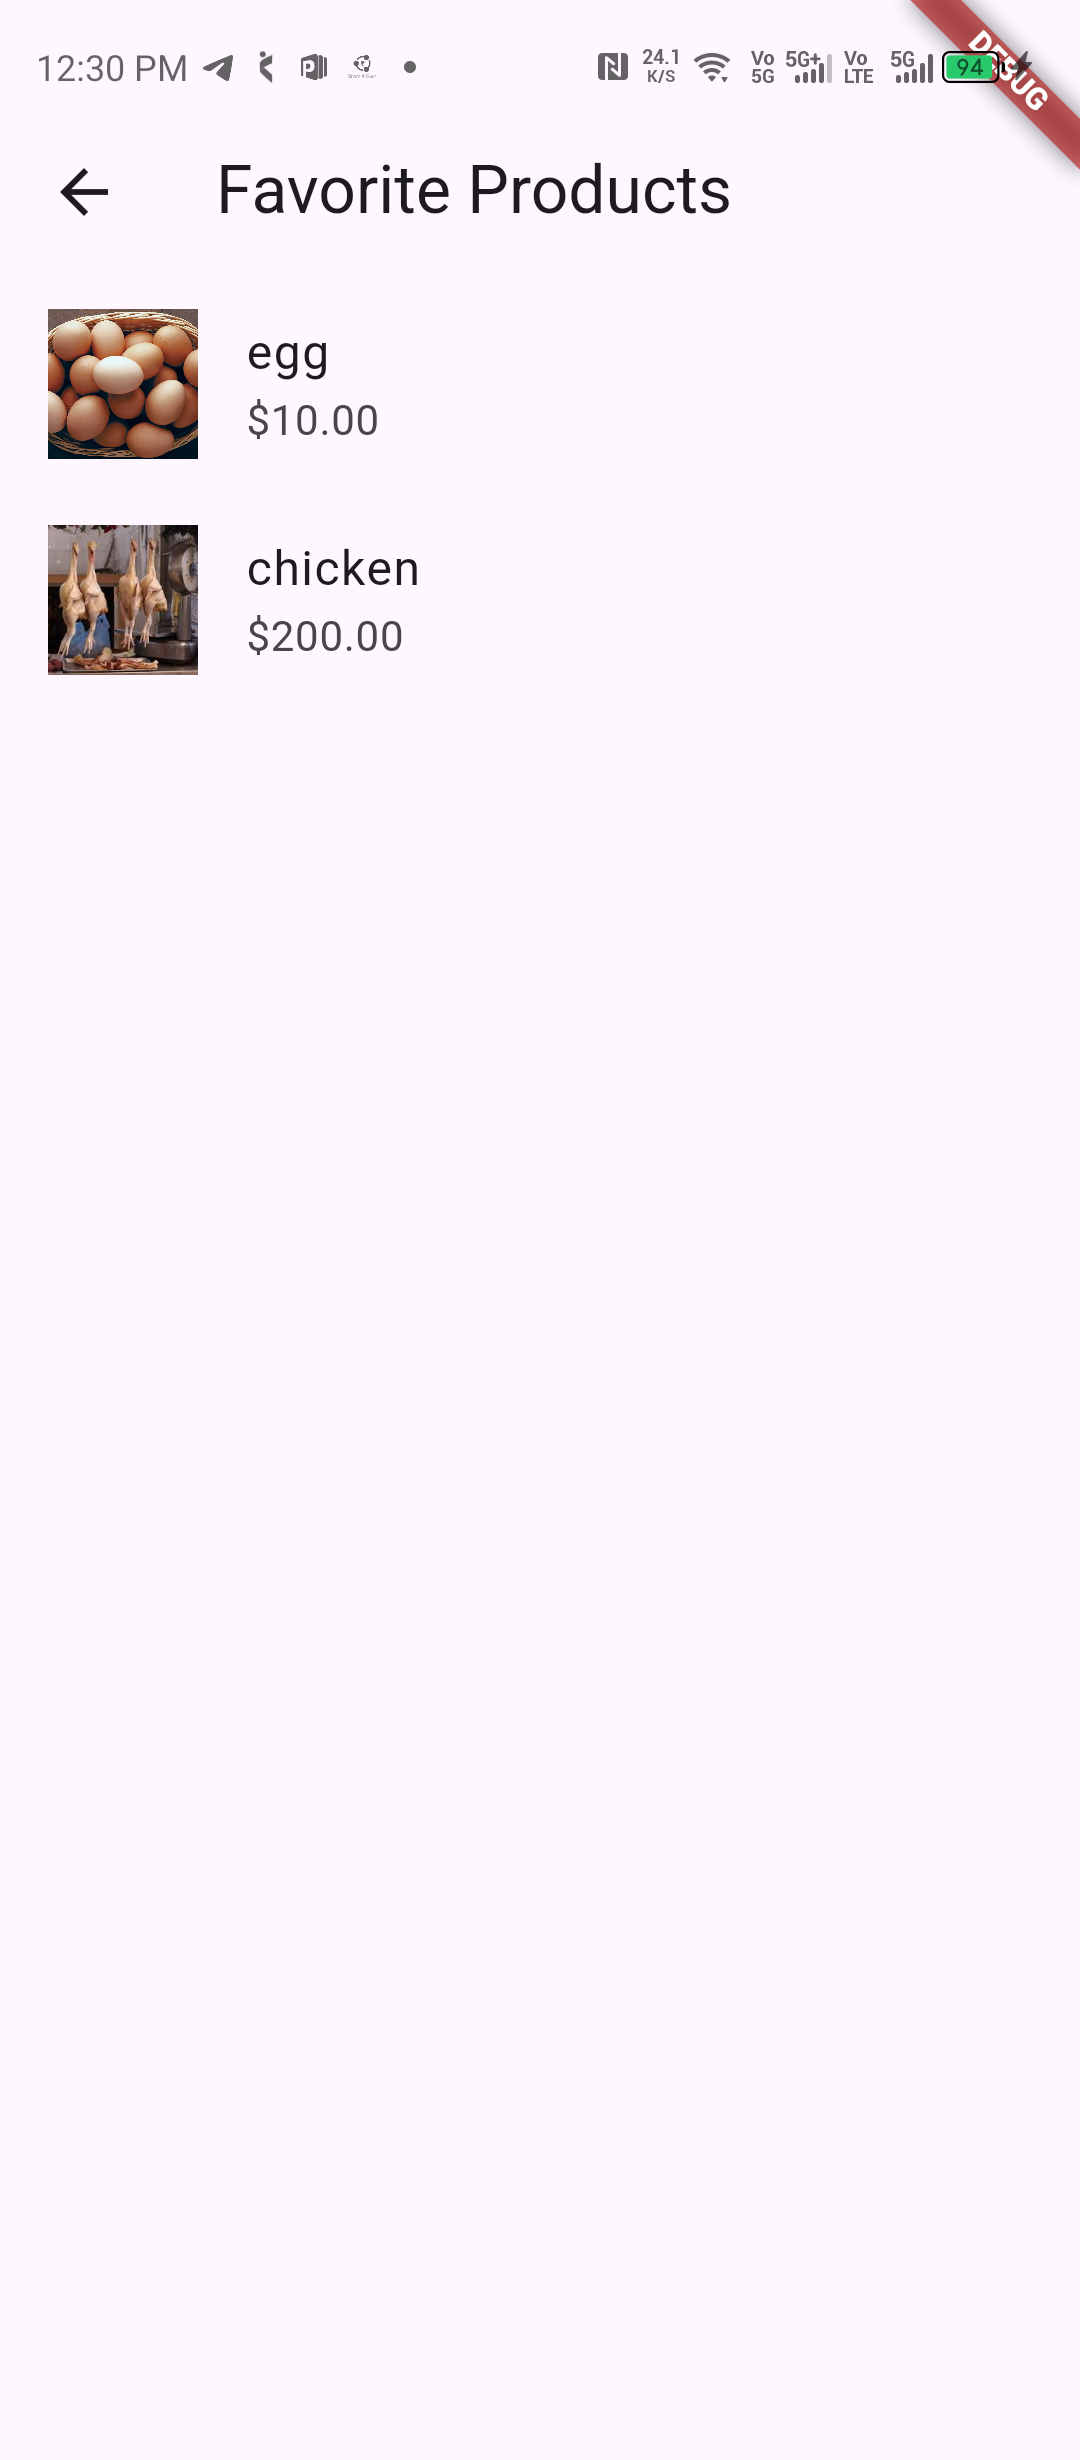 12:30 PM
24.1 K/S
Vo 5G
5G+
Vo LTE
5G
94
DEBUG
Favorite Products
egg
$10.00
chicken
$200.00